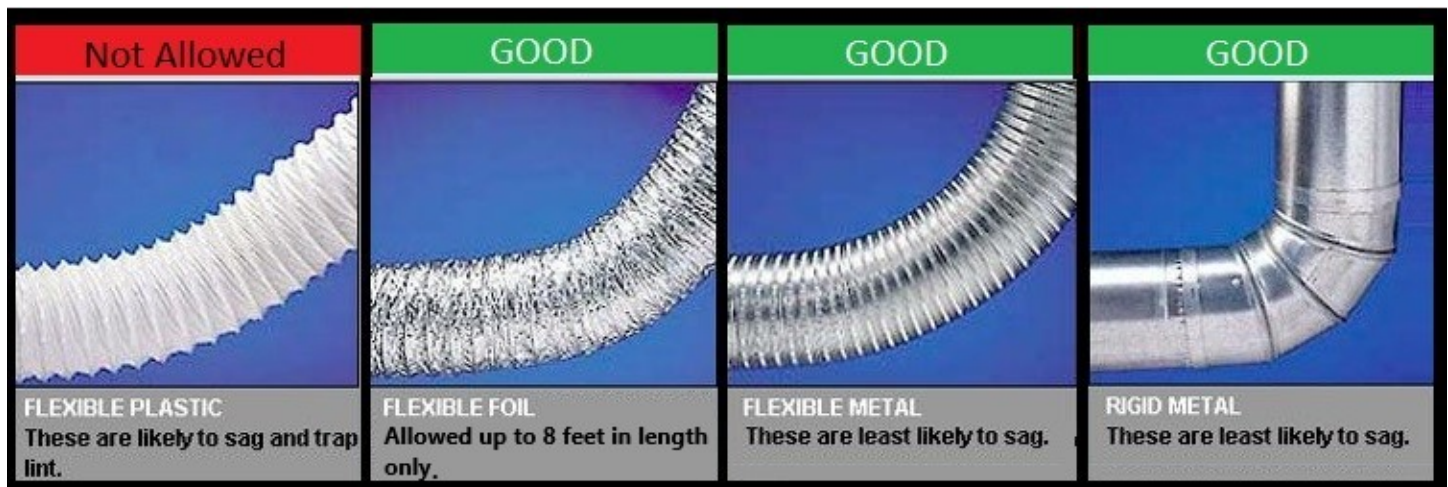 Not Allowed
GOOD
GOOD
GOOD
FLEXIBLE PLASTIC
These are likely to sag and trap
lint.
FLEXIBLE FOIL
Allowed up to 8 feet in length
only.
FLEXIBLE METAL
These are least likely to sag.
RIGID METAL
These are least likely to sag.